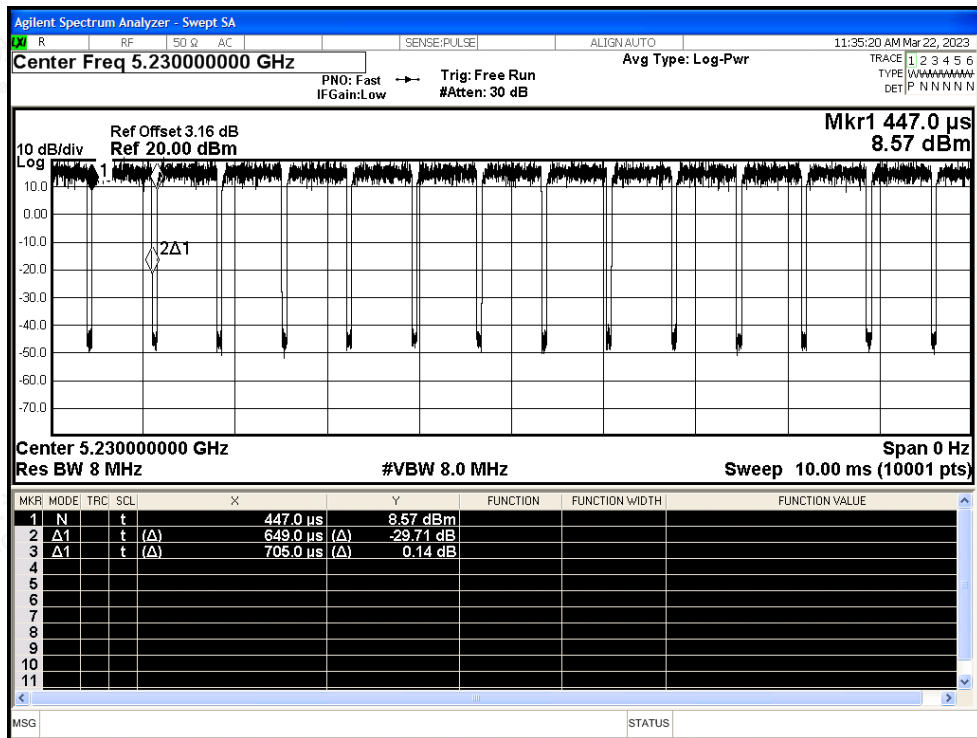 Agilent Spectrum Analyzer - Swept SA
LXI R RF 50 Ω AC SENSE:PULSE ALIGN AUTO 11:35:20 AM Mar 22, 2023
Center Freq 5.230000000 GHz
PNO: Fast
IFGain:Low
Trig: Free Run
#Atten: 30 dB
Avg Type: Log-Pwr
TRACE 1 2 3 4 5 6
TYPE WWWWWWW
DET P N N N N N
Mkr1 447.0 µs
8.57 dBm
Ref Offset 3.16 dB
10 dB/div Ref 20.00 dBm
Log
1
10.0
0.00
-10.0
2Δ1
-20.0
-30.0
-40.0
-50.0
-60.0
-70.0
Center 5.230000000 GHz Span 0 Hz
Res BW 8 MHz #VBW 8.0 MHz Sweep 10.00 ms (10001 pts)
MKR MODE TRC SCL X Y FUNCTION FUNCTION WIDTH FUNCTION VALUE
1 N t 447.0 µs 8.57 dBm
2 Δ1 t (Δ) 649.0 µs (Δ) -29.71 dB
3 Δ1 t (Δ) 705.0 µs (Δ) 0.14 dB
4
5
6
7
8
9
10
11
MSG STATUS